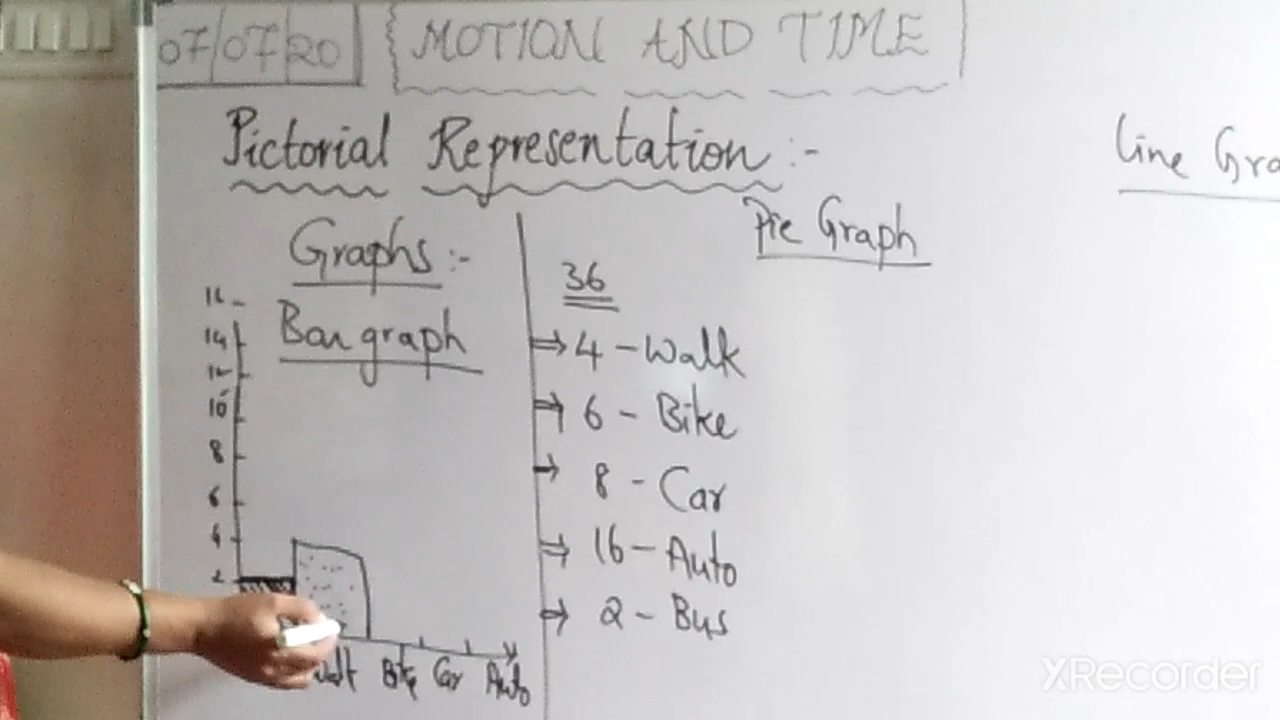 07/07/20
MOTION AND TIME
Pictorial Representation :-
Line Gra
Pie Graph
Graphs :-
Bar graph
36
4 - Walk
6 - Bike
8 - Car
16 - Auto
2 - Bus
16
14
12
10
8
6
4
2
Bike Car Auto
XRecorder